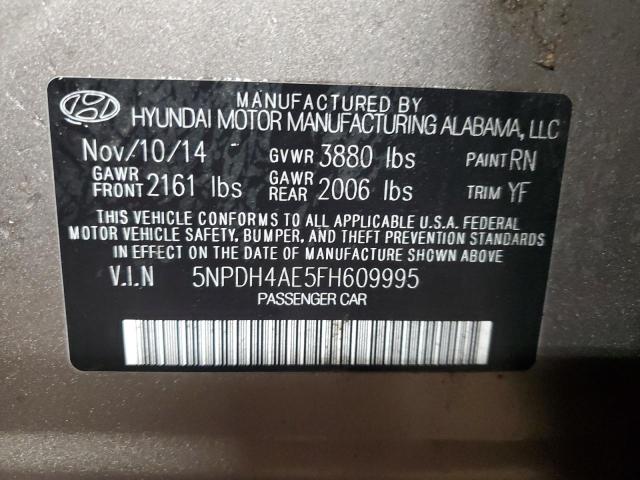 MANUFACTURED BY
HYUNDAI MOTOR MANUFACTURING ALABAMA, LLC
Nov/10/14 GVWR 3880 lbs PAINT RN
GAWR FRONT 2161 lbs GAWR REAR 2006 lbs TRIM YF
THIS VEHICLE CONFORMS TO ALL APPLICABLE U.S.A. FEDERAL
MOTOR VEHICLE SAFETY, BUMPER, AND THEFT PREVENTION STANDARDS
IN EFFECT ON THE DATE OF MANUFACTURE SHOWN ABOVE
V.I.N 5NPDH4AE5FH609995
PASSENGER CAR